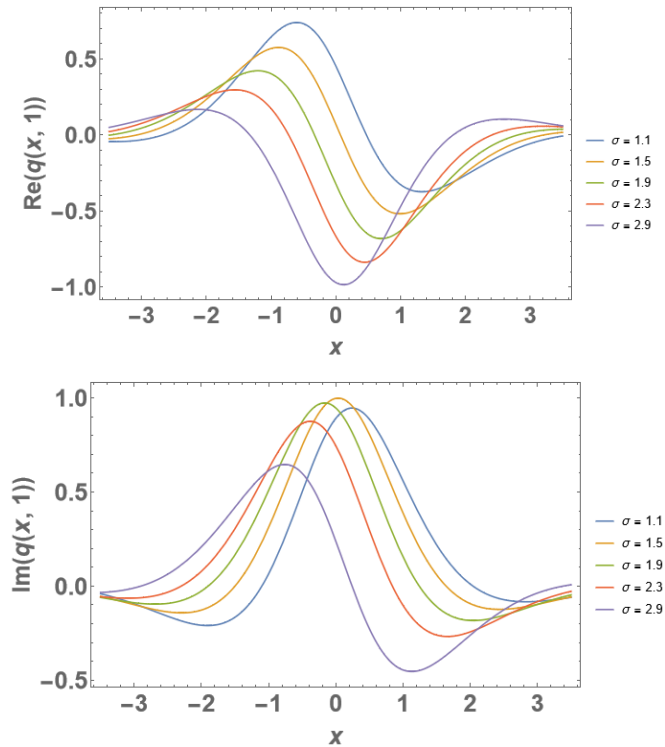 Re(q(x, 1))
0.5
0.0
−0.5
−1.0
−3 −2 −1 0 1 2 3
x
σ = 1.1
σ = 1.5
σ = 1.9
σ = 2.3
σ = 2.9
Im(q(x, 1))
1.0
0.5
0.0
−0.5
−3 −2 −1 0 1 2 3
x
σ = 1.1
σ = 1.5
σ = 1.9
σ = 2.3
σ = 2.9